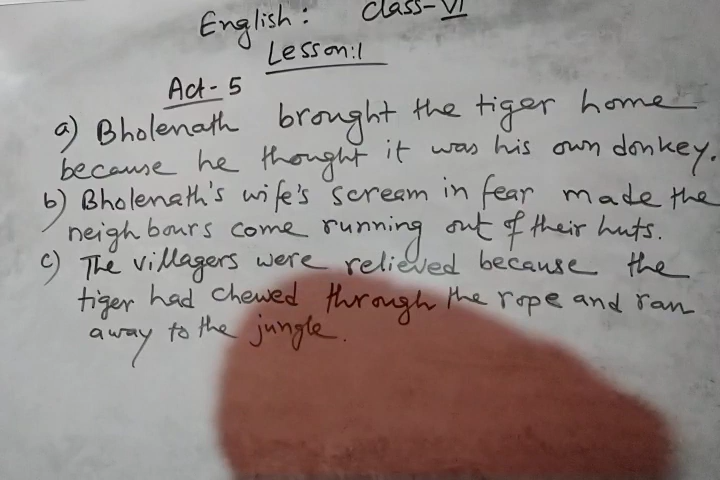 English: Class-VI
Lesson:1
Act-5
a) Bholenath brought the tiger home
because he thought it was his own donkey.
b) Bholenath's wife's scream in fear made the
neighbours come running out of their huts.
c) The villagers were relieved because the
tiger had chewed through the rope and ran
away to the jungle.